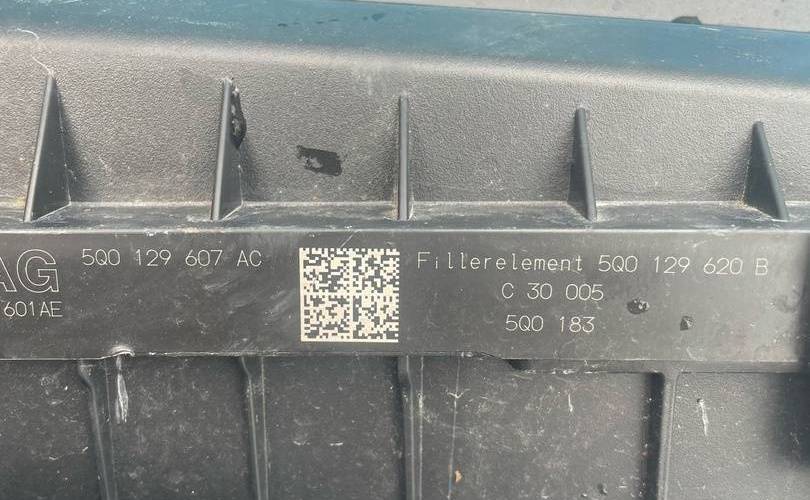 AG
601AE
5Q0 129 607 AC
Fillerelement 5Q0 129 620 B
C 30 005
5Q0 183